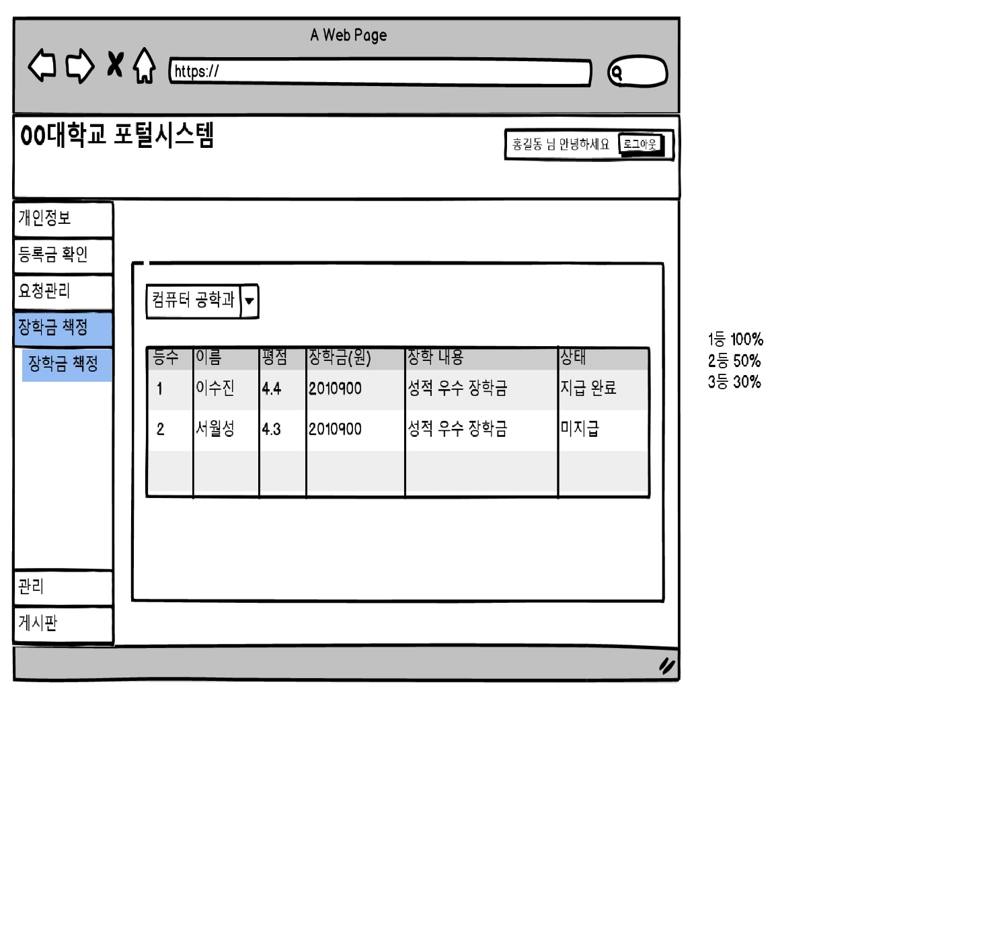 A Web Page
https://
00대학교 포털시스템
홍길동 님 안녕하세요 로그아웃
개인정보
등록금 확인
요청관리
장학금 책정
장학금 책정
관리
게시판
컴퓨터 공학과
등수 이름 평점 장학금(원) 장학 내용 상태
1 이수진 4.4 2010900 성적 우수 장학금 지급 완료
2 서월성 4.3 2010900 성적 우수 장학금 미지급
1등 100%
2등 50%
3등 30%